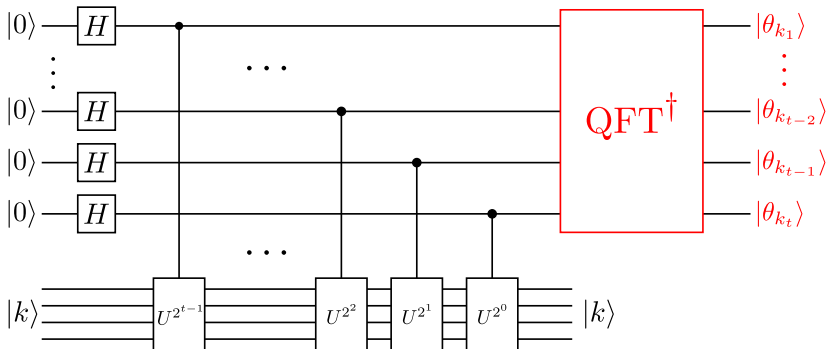 |0⟩ H |θ_{k_1}⟩
⋮ ⋯ ⋮
|0⟩ H QFT^† |θ_{k_{t-2}}⟩
|0⟩ H |θ_{k_{t-1}}⟩
|0⟩ H |θ_{k_t}⟩
⋯
|k⟩ U^{2^{t-1}} U^{2^2} U^{2^1} U^{2^0} |k⟩